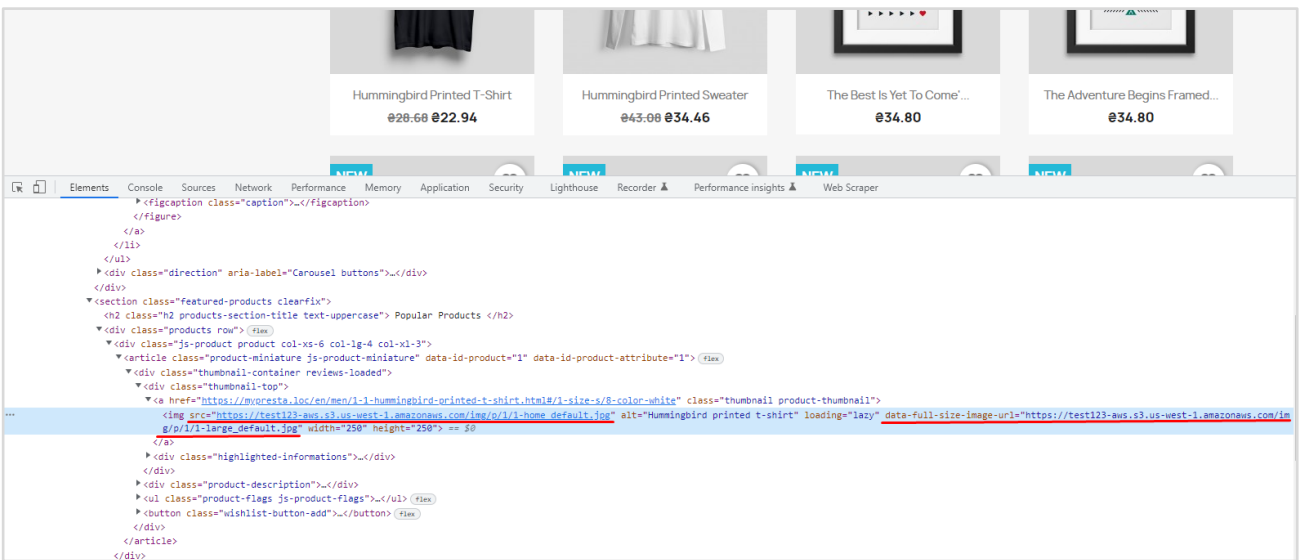 Hummingbird Printed T-Shirt
₴28.68 ₴22.94
Hummingbird Printed Sweater
₴43.08 ₴34.46
The Best Is Yet To Come'...
₴34.80
The Adventure Begins Framed...
₴34.80
NEW NEW NEW NEW
Elements Console Sources Network Performance Memory Application Security Lighthouse Recorder Performance insights Web Scraper
<figcaption class="caption">…</figcaption>
</figure>
</a>
</li>
</ul>
<div class="direction" aria-label="Carousel buttons">…</div>
</div>
<section class="featured-products clearfix">
<h2 class="h2 products-section-title text-uppercase"> Popular Products </h2>
<div class="products row"> flex
<div class="js-product product col-xs-6 col-lg-4 col-xl-3">
<article class="product-miniature js-product-miniature" data-id-product="1" data-id-product-attribute="1"> flex
<div class="thumbnail-container reviews-loaded">
<div class="thumbnail-top">
<a href="https://mypresta.loc/en/men/1-1-hummingbird-printed-t-shirt.html#/1-size-s/8-color-white" class="thumbnail product-thumbnail">
… <img src="https://test123-aws.s3.us-west-1.amazonaws.com/img/p/1/1-home_default.jpg" alt="Hummingbird printed t-shirt" loading="lazy" data-full-size-image-url="https://test123-aws.s3.us-west-1.amazonaws.com/im
g/p/1/1-large_default.jpg" width="250" height="250"> == $0
</a>
<div class="highlighted-informations">…</div>
</div>
<div class="product-description">…</div>
<ul class="product-flags js-product-flags">…</ul> flex
<button class="wishlist-button-add">…</button> flex
</div>
</article>
</div>